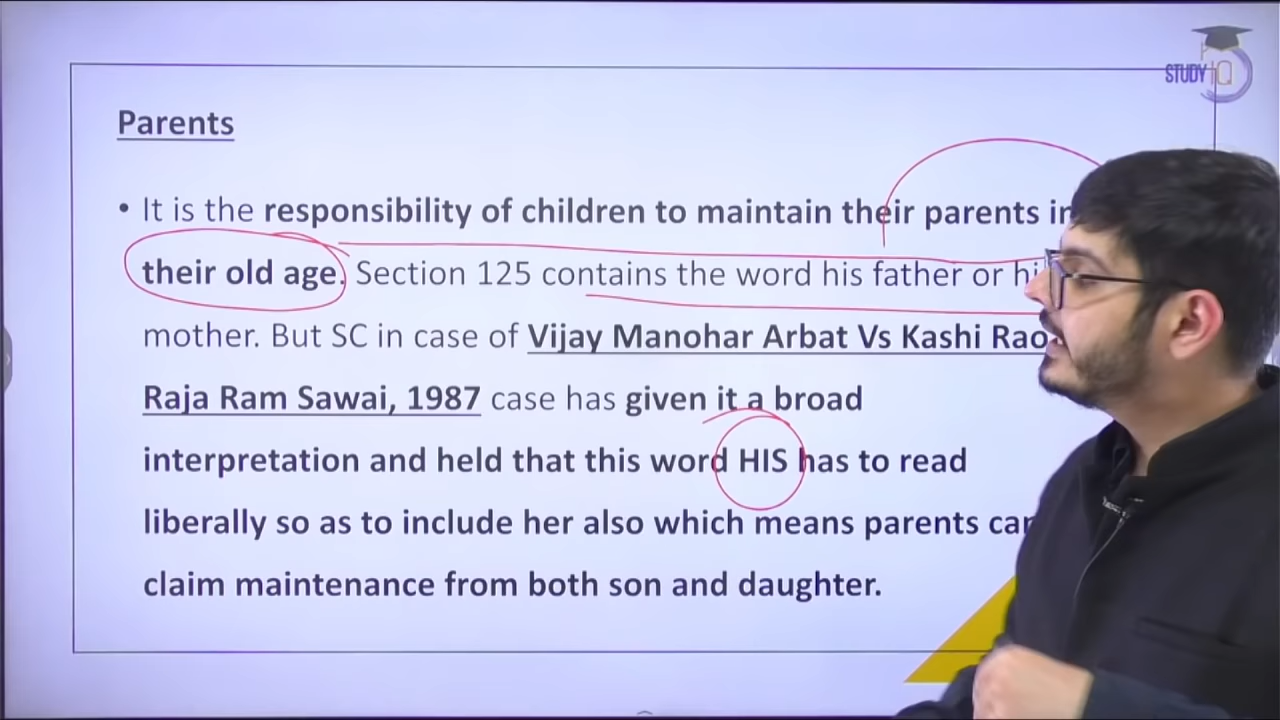 STUDY IQ
Parents
• It is the responsibility of children to maintain their parents in
their old age. Section 125 contains the word his father or
mother. But SC in case of Vijay Manohar Arbat Vs Kashi Rao
Raja Ram Sawai, 1987 case has given it a broad
interpretation and held that this word HIS has to read
liberally so as to include her also which means parents
claim maintenance from both son and daughter.